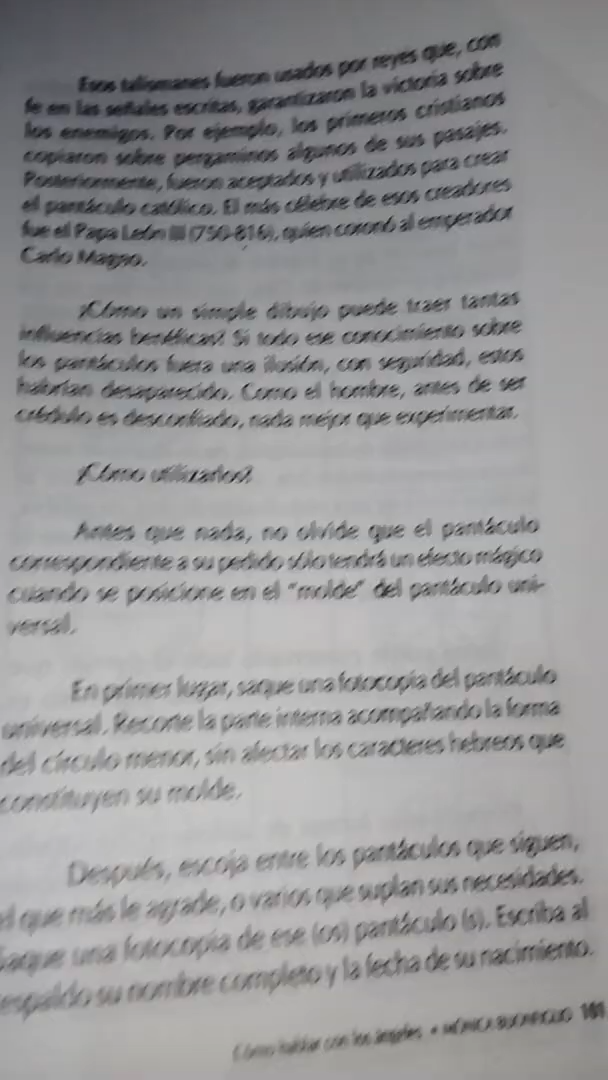 Esos talismanes fueron usados por reyes que, con
fe en las señales escritas, garantizaron la victoria sobre
los enemigos. Por ejemplo, los primeros cristianos
copiaron sobre pergaminos algunos de sus pasajes.
Posteriormente, fueron aceptados y utilizados para crear
el pantáculo católico. El más célebre de esos creadores
fue el Papa León III (750-816), quien coronó al emperador
Carlo Magno.
¿Cómo un simple dibujo puede traer tantas
influencias benéficas? Si todo ese conocimiento sobre
los pantáculos fuera una ilusión, con seguridad, estos
habrían desaparecido. Como el hombre, antes de ser
crédulo es desconfiado, nada mejor que experimentar.
¿Cómo utilizarlos?
Antes que nada, no olvide que el pantáculo
correspondiente a su pedido sólo tendrá un efecto mágico
cuando se posicione en el "molde" del pantáculo uni-
versal.
En primer lugar, saque una fotocopia del pantáculo
universal. Recorte la parte interna acompañando la forma
del círculo menor, sin afectar los caracteres hebreos que
constituyen su molde.
Después, escoja entre los pantáculos que siguen,
el que más le agrade, o varios que suplan sus necesidades.
Saque una fotocopia de ese (os) pantáculo (s). Escriba al
respaldo su nombre completo y la fecha de su nacimiento.
Cómo hablar con los ángeles • MÓNICA BUONFIGLIO 101